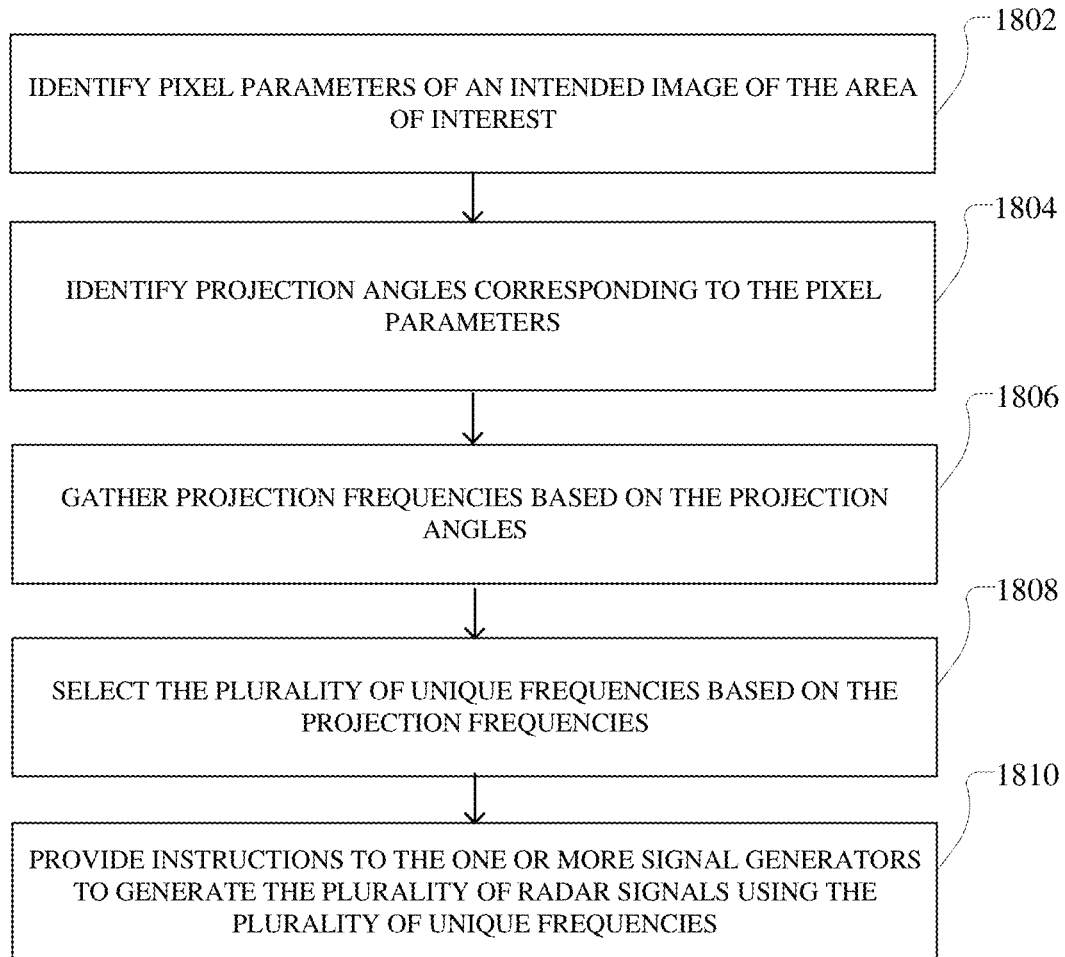 1802
IDENTIFY PIXEL PARAMETERS OF AN INTENDED IMAGE OF THE AREA
OF INTEREST
1804
IDENTIFY PROJECTION ANGLES CORRESPONDING TO THE PIXEL
PARAMETERS
1806
GATHER PROJECTION FREQUENCIES BASED ON THE PROJECTION
ANGLES
1808
SELECT THE PLURALITY OF UNIQUE FREQUENCIES BASED ON THE
PROJECTION FREQUENCIES
1810
PROVIDE INSTRUCTIONS TO THE ONE OR MORE SIGNAL GENERATORS
TO GENERATE THE PLURALITY OF RADAR SIGNALS USING THE
PLURALITY OF UNIQUE FREQUENCIES